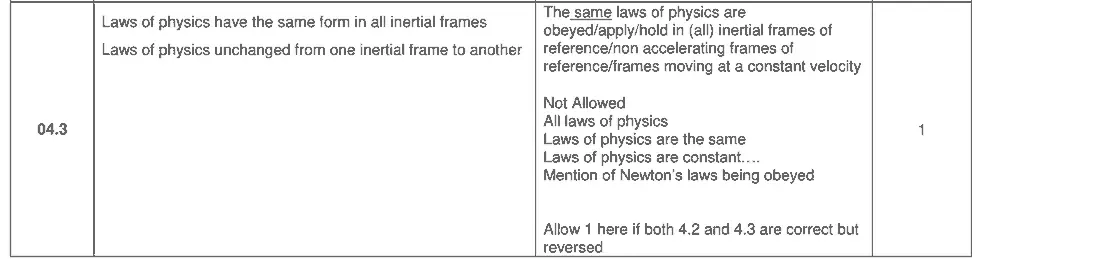 Laws of physics have the same form in all inertial frames
Laws of physics unchanged from one inertial frame to another
04.3
The same laws of physics are
obeyed/apply/hold in (all) inertial frames of
reference/non accelerating frames of
reference/frames moving at a constant velocity
Not Allowed
All laws of physics
Laws of physics are the same
Laws of physics are constant....
Mention of Newton's laws being obeyed
Allow 1 here if both 4.2 and 4.3 are correct but
reversed
1